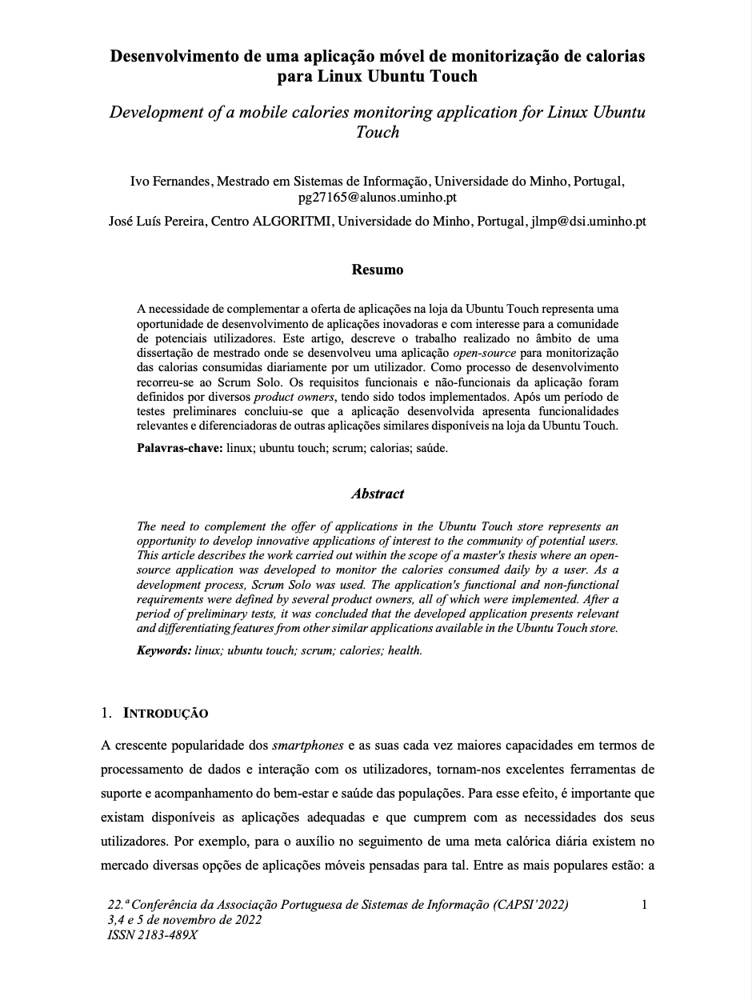 Desenvolvimento de uma aplicação móvel de monitorização de calorias
para Linux Ubuntu Touch
Development of a mobile calories monitoring application for Linux Ubuntu
Touch
Ivo Fernandes, Mestrado em Sistemas de Informação, Universidade do Minho, Portugal,
pg27165@alunos.uminho.pt
José Luís Pereira, Centro ALGORITMI, Universidade do Minho, Portugal, jlmp@dsi.uminho.pt
Resumo
A necessidade de complementar a oferta de aplicações na loja da Ubuntu Touch representa uma
oportunidade de desenvolvimento de aplicações inovadoras e com interesse para a comunidade
de potenciais utilizadores. Este artigo, descreve o trabalho realizado no âmbito de uma
dissertação de mestrado onde se desenvolveu uma aplicação open-source para monitorização
das calorias consumidas diariamente por um utilizador. Como processo de desenvolvimento
recorreu-se ao Scrum Solo. Os requisitos funcionais e não-funcionais da aplicação foram
definidos por diversos product owners, tendo sido todos implementados. Após um período de
testes preliminares concluiu-se que a aplicação desenvolvida apresenta funcionalidades
relevantes e diferenciadoras de outras aplicações similares disponíveis na loja da Ubuntu Touch.
Palavras-chave: linux; ubuntu touch; scrum; calorias; saúde.
Abstract
The need to complement the offer of applications in the Ubuntu Touch store represents an
opportunity to develop innovative applications of interest to the community of potential users.
This article describes the work carried out within the scope of a master's thesis where an open-
source application was developed to monitor the calories consumed daily by a user. As a
development process, Scrum Solo was used. The application's functional and non-functional
requirements were defined by several product owners, all of which were implemented. After a
period of preliminary tests, it was concluded that the developed application presents relevant
and differentiating features from other similar applications available in the Ubuntu Touch store.
Keywords: linux; ubuntu touch; scrum; calories; health.
1. INTRODUÇÃO
A crescente popularidade dos smartphones e as suas cada vez maiores capacidades em termos de
processamento de dados e interação com os utilizadores, tornam-nos excelentes ferramentas de
suporte e acompanhamento do bem-estar e saúde das populações. Para esse efeito, é importante que
existam disponíveis as aplicações adequadas e que cumprem com as necessidades dos seus
utilizadores. Por exemplo, para o auxílio no seguimento de uma meta calórica diária existem no
mercado diversas opções de aplicações móveis pensadas para tal. Entre as mais populares estão: a
22.ª Conferência da Associação Portuguesa de Sistemas de Informação (CAPSI’2022) 1
3,4 e 5 de novembro de 2022
ISSN 2183-489X